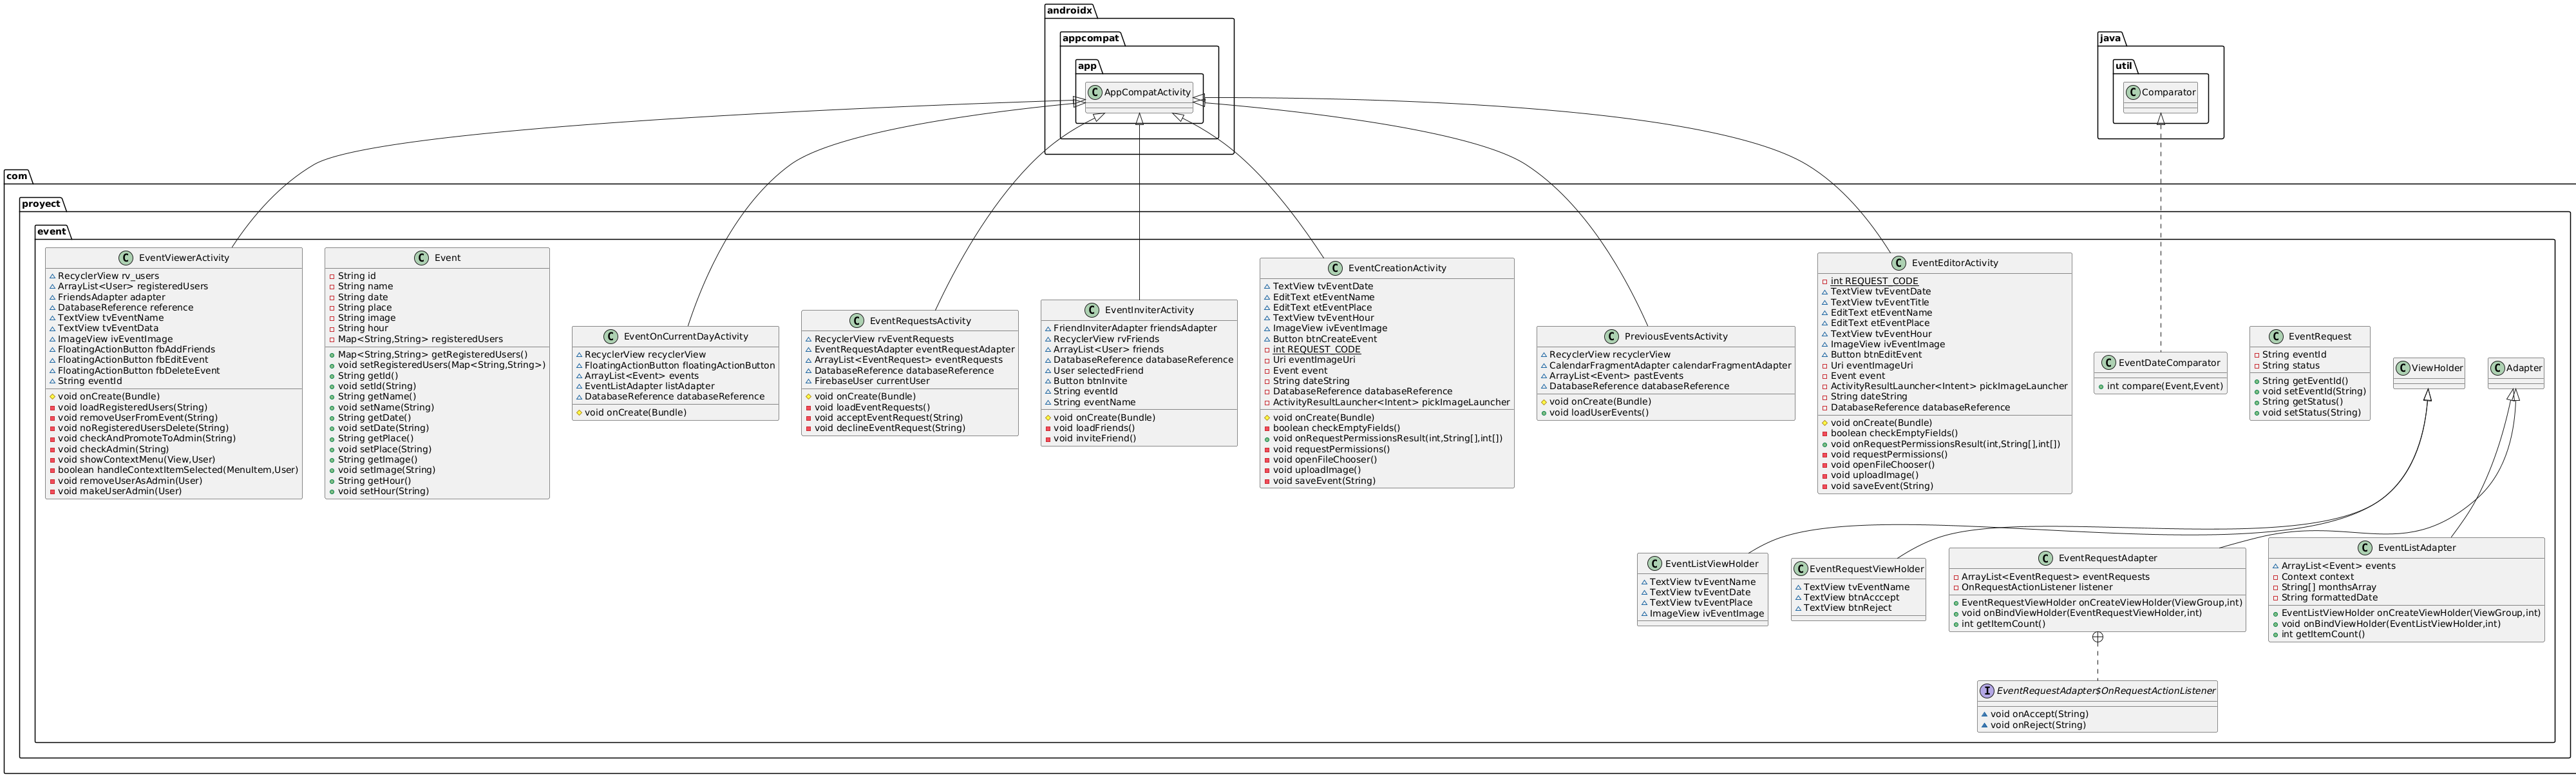 androidx
appcompat
app
C AppCompatActivity
java
util
C Comparator
com
proyect
event
C EventViewerActivity
RecyclerView rv_users
ArrayList<User> registeredUsers
FriendsAdapter adapter
DatabaseReference reference
TextView tvEventName
TextView tvEventData
ImageView ivEventImage
FloatingActionButton fbAddFriends
FloatingActionButton fbEditEvent
FloatingActionButton fbDeleteEvent
String eventId
void onCreate(Bundle)
void loadRegisteredUsers(String)
void removeUserFromEvent(String)
void noRegisteredUsersDelete(String)
void checkAndPromoteToAdmin(String)
void checkAdmin(String)
void showContextMenu(View,User)
boolean handleContextItemSelected(MenuItem,User)
void removeUserAsAdmin(User)
void makeUserAdmin(User)
C Event
String id
String name
String date
String place
String image
String hour
Map<String,String> registeredUsers
Map<String,String> getRegisteredUsers()
void setRegisteredUsers(Map<String,String>)
String getId()
void setId(String)
String getName()
void setName(String)
String getDate()
void setDate(String)
String getPlace()
void setPlace(String)
String getImage()
void setImage(String)
String getHour()
void setHour(String)
C EventOnCurrentDayActivity
RecyclerView recyclerView
FloatingActionButton floatingActionButton
ArrayList<Event> events
EventListAdapter listAdapter
DatabaseReference databaseReference
void onCreate(Bundle)
C EventRequestsActivity
RecyclerView rvEventRequests
EventRequestAdapter eventRequestAdapter
ArrayList<EventRequest> eventRequests
DatabaseReference databaseReference
FirebaseUser currentUser
void onCreate(Bundle)
void loadEventRequests()
void acceptEventRequest(String)
void declineEventRequest(String)
C EventInviterActivity
FriendInviterAdapter friendsAdapter
RecyclerView rvFriends
ArrayList<User> friends
DatabaseReference databaseReference
User selectedFriend
Button btnInvite
String eventId
String eventName
void onCreate(Bundle)
void loadFriends()
void inviteFriend()
C EventCreationActivity
TextView tvEventDate
EditText etEventName
EditText etEventPlace
TextView tvEventHour
ImageView ivEventImage
Button btnCreateEvent
int REQUEST_CODE
Uri eventImageUri
Event event
String dateString
DatabaseReference databaseReference
ActivityResultLauncher<Intent> pickImageLauncher
void onCreate(Bundle)
boolean checkEmptyFields()
void onRequestPermissionsResult(int,String[],int[])
void requestPermissions()
void openFileChooser()
void uploadImage()
void saveEvent(String)
C PreviousEventsActivity
RecyclerView recyclerView
CalendarFragmentAdapter calendarFragmentAdapter
ArrayList<Event> pastEvents
DatabaseReference databaseReference
void onCreate(Bundle)
void loadUserEvents()
C EventEditorActivity
int REQUEST_CODE
TextView tvEventDate
TextView tvEventTitle
EditText etEventName
EditText etEventPlace
TextView tvEventHour
ImageView ivEventImage
Button btnEditEvent
Uri eventImageUri
Event event
ActivityResultLauncher<Intent> pickImageLauncher
String dateString
DatabaseReference databaseReference
void onCreate(Bundle)
boolean checkEmptyFields()
void onRequestPermissionsResult(int,String[],int[])
void requestPermissions()
void openFileChooser()
void uploadImage()
void saveEvent(String)
C EventDateComparator
int compare(Event,Event)
C EventRequest
String eventId
String status
String getEventId()
void setEventId(String)
String getStatus()
void setStatus(String)
C ViewHolder
C Adapter
C EventListViewHolder
TextView tvEventName
TextView tvEventDate
TextView tvEventPlace
ImageView ivEventImage
C EventRequestViewHolder
TextView tvEventName
TextView btnAcccept
TextView btnReject
C EventRequestAdapter
ArrayList<EventRequest> eventRequests
OnRequestActionListener listener
EventRequestViewHolder onCreateViewHolder(ViewGroup,int)
void onBindViewHolder(EventRequestViewHolder,int)
int getItemCount()
C EventListAdapter
ArrayList<Event> events
Context context
String[] monthsArray
String formattedDate
EventListViewHolder onCreateViewHolder(ViewGroup,int)
void onBindViewHolder(EventListViewHolder,int)
int getItemCount()
I EventRequestAdapter$OnRequestActionListener
void onAccept(String)
void onReject(String)